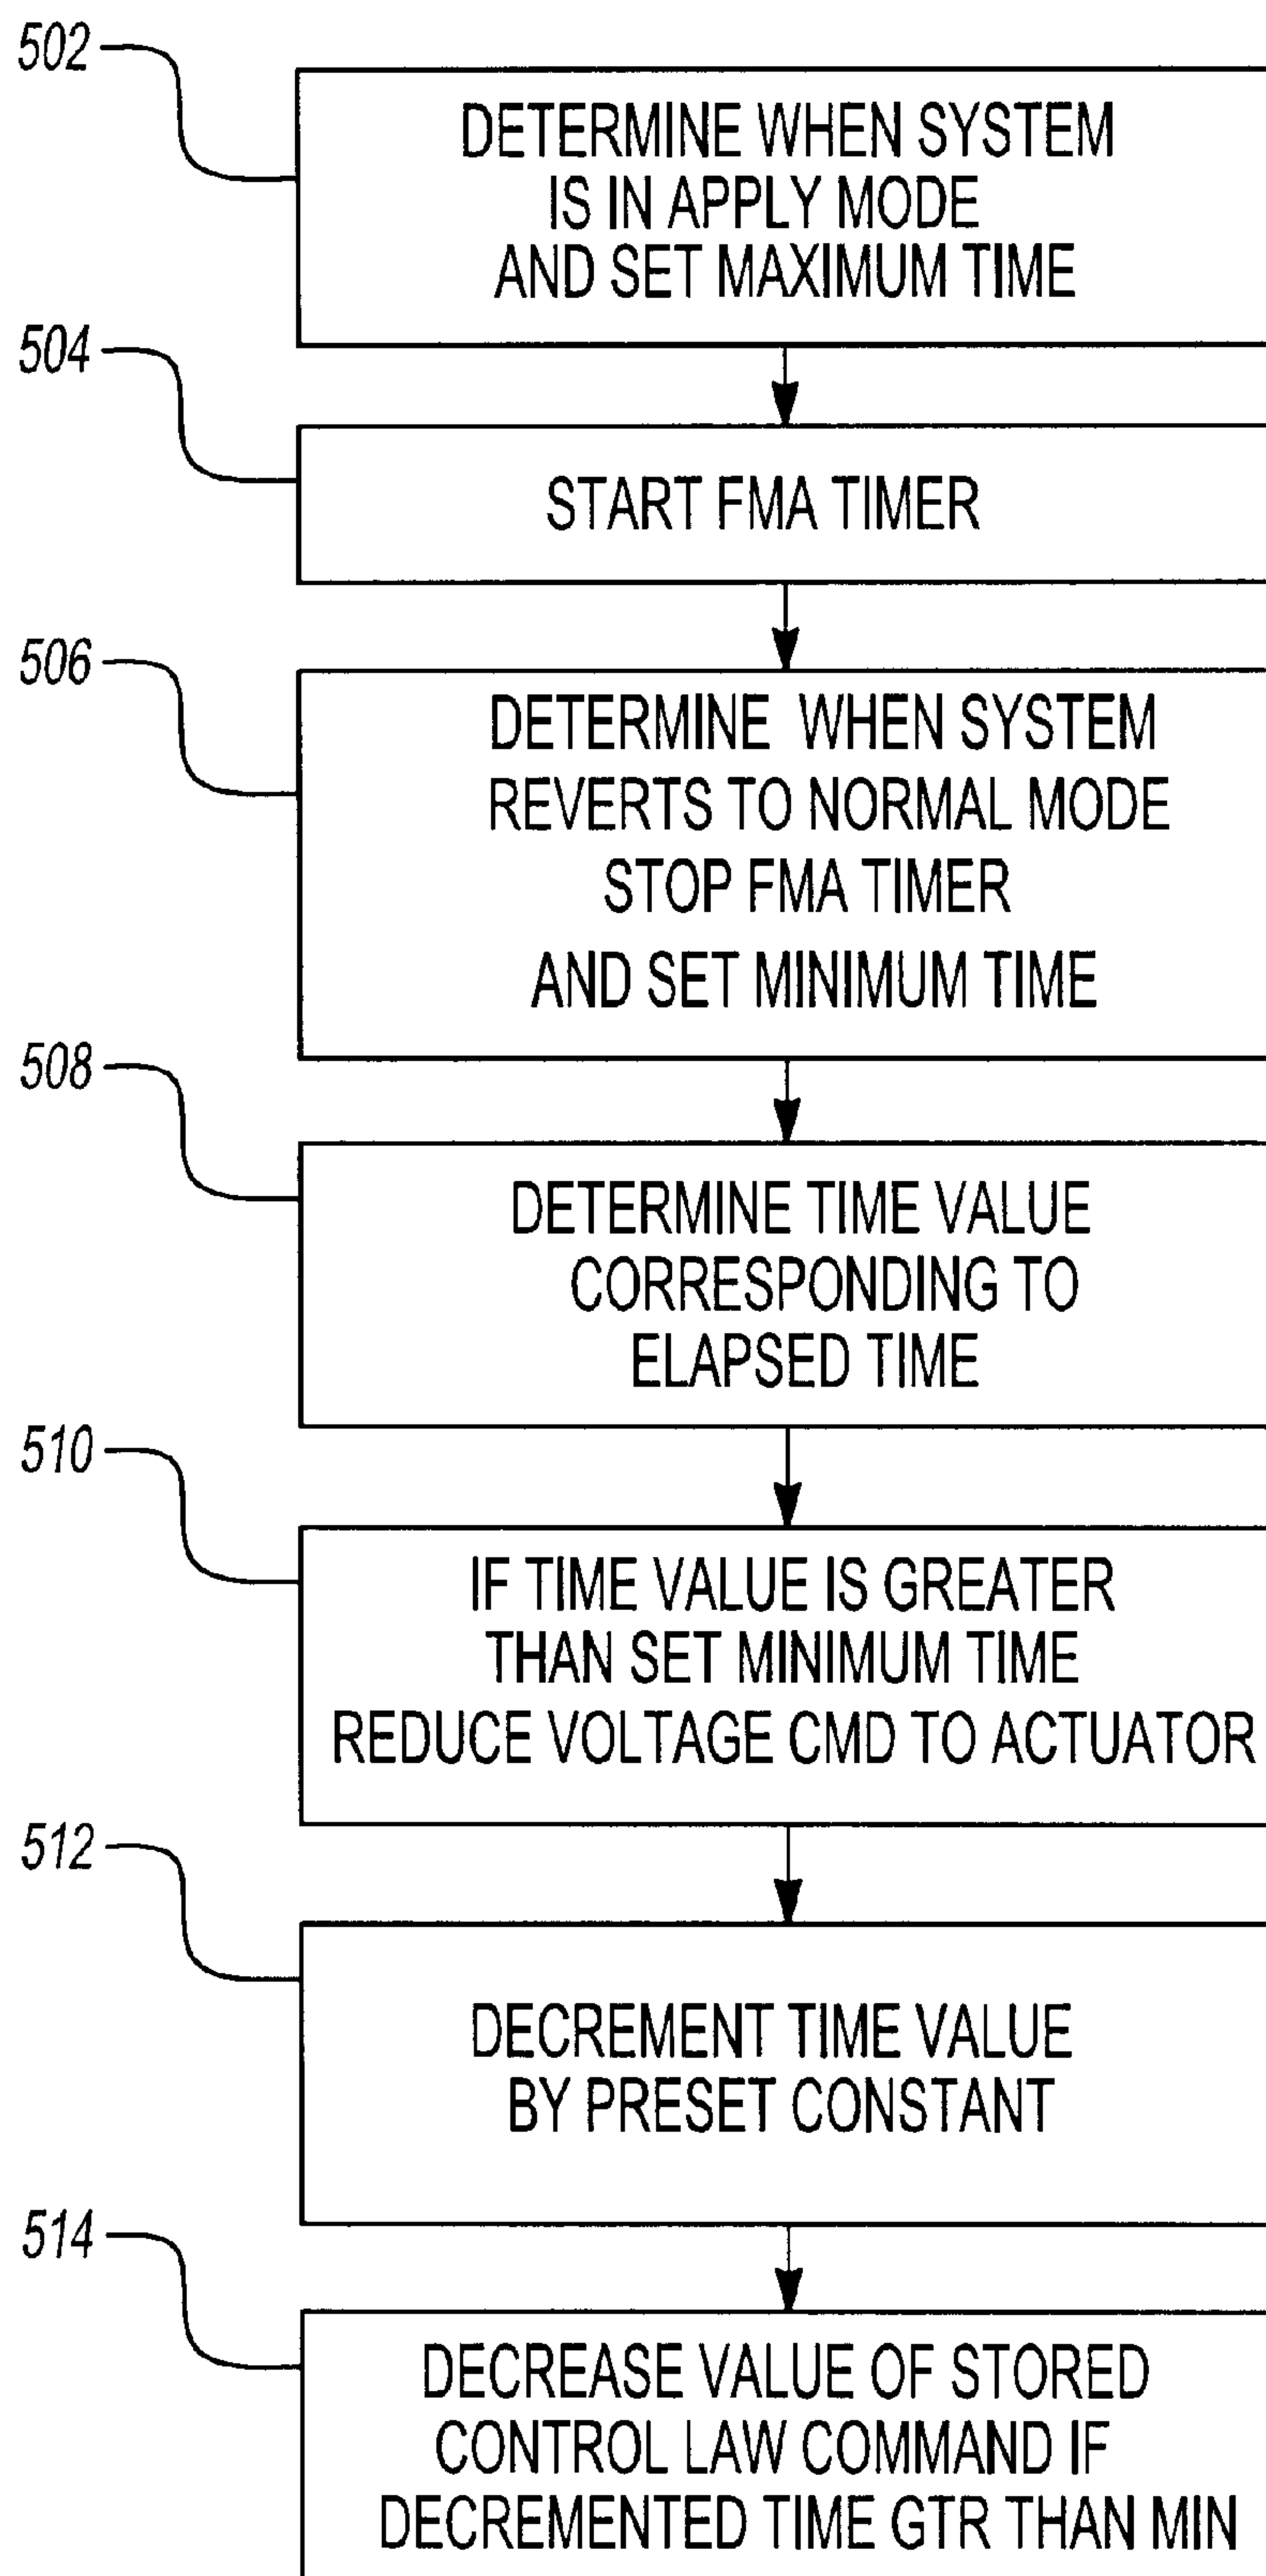 502
DETERMINE WHEN SYSTEM
IS IN APPLY MODE
AND SET MAXIMUM TIME
504
START FMA TIMER
506
DETERMINE WHEN SYSTEM
REVERTS TO NORMAL MODE
STOP FMA TIMER
AND SET MINIMUM TIME
508
DETERMINE TIME VALUE
CORRESPONDING TO
ELAPSED TIME
510
IF TIME VALUE IS GREATER
THAN SET MINIMUM TIME
REDUCE VOLTAGE CMD TO ACTUATOR
512
DECREMENT TIME VALUE
BY PRESET CONSTANT
514
DECREASE VALUE OF STORED
CONTROL LAW COMMAND IF
DECREMENTED TIME GTR THAN MIN